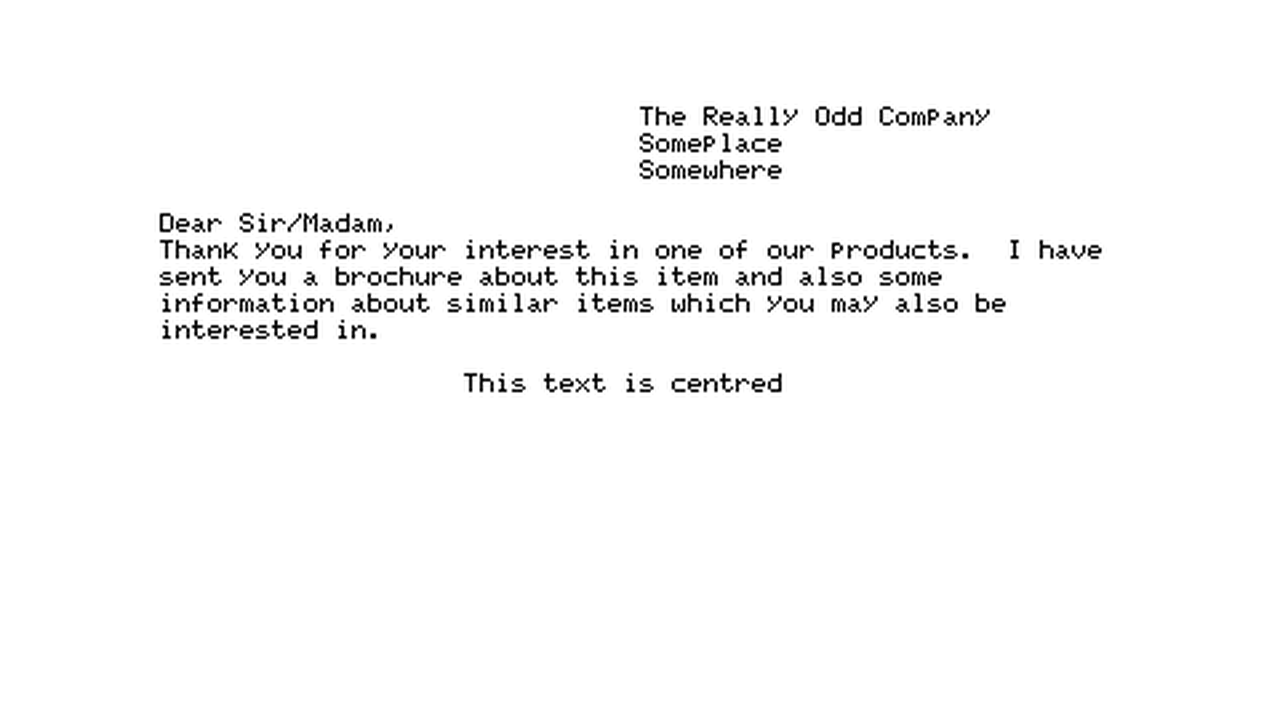 The Really Odd Company
Someplace
Somewhere
Dear Sir/Madam,
Thank you for your interest in one of our products.  I have
sent you a brochure about this item and also some
information about similar items which you may also be
interested in.
This text is centred